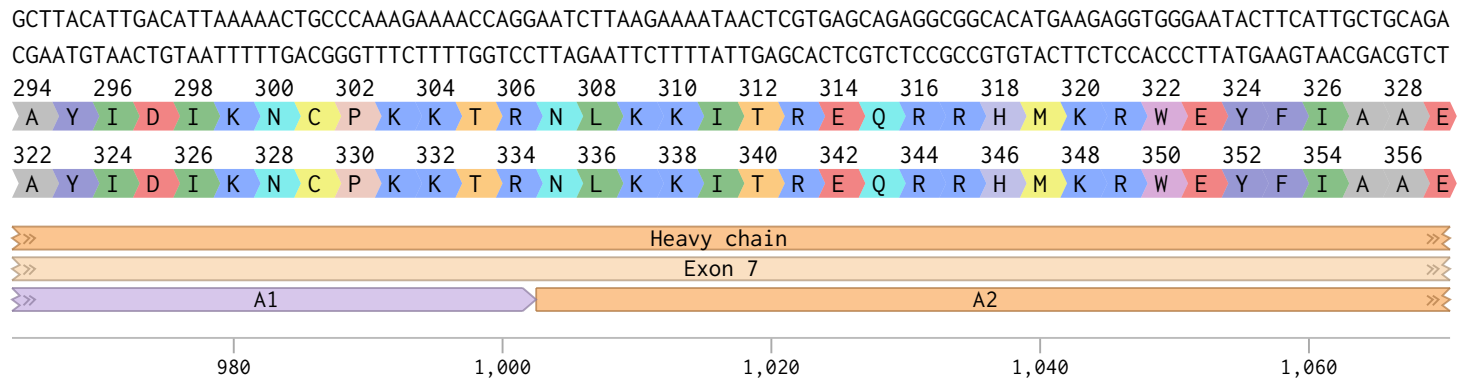 GCTTACATTGACATTAAAAACTGCCCAAAGAAAACCAGGAATCTTAAGAAAATAACTCGTGAGCAGAGGCGGCACATGAAGAGGTGGGAATACTTCATTGCTGCAGA
CGAATGTAACTGTAATTTTTGACGGGTTTCTTTTGGTCCTTAGAATTCTTTTATTGAGCACTCGTCTCCGCCGTGTACTTCTCCACCCTTATGAAGTAACGACGTCT
294 296 298 300 302 304 306 308 310 312 314 316 318 320 322 324 326 328
A Y I D I K N C P K K T R N L K K I T R E Q R R H M K R W E Y F I A A E
322 324 326 328 330 332 334 336 338 340 342 344 346 348 350 352 354 356
A Y I D I K N C P K K T R N L K K I T R E Q R R H M K R W E Y F I A A E
Heavy chain
Exon 7
A1 A2
980 1,000 1,020 1,040 1,060